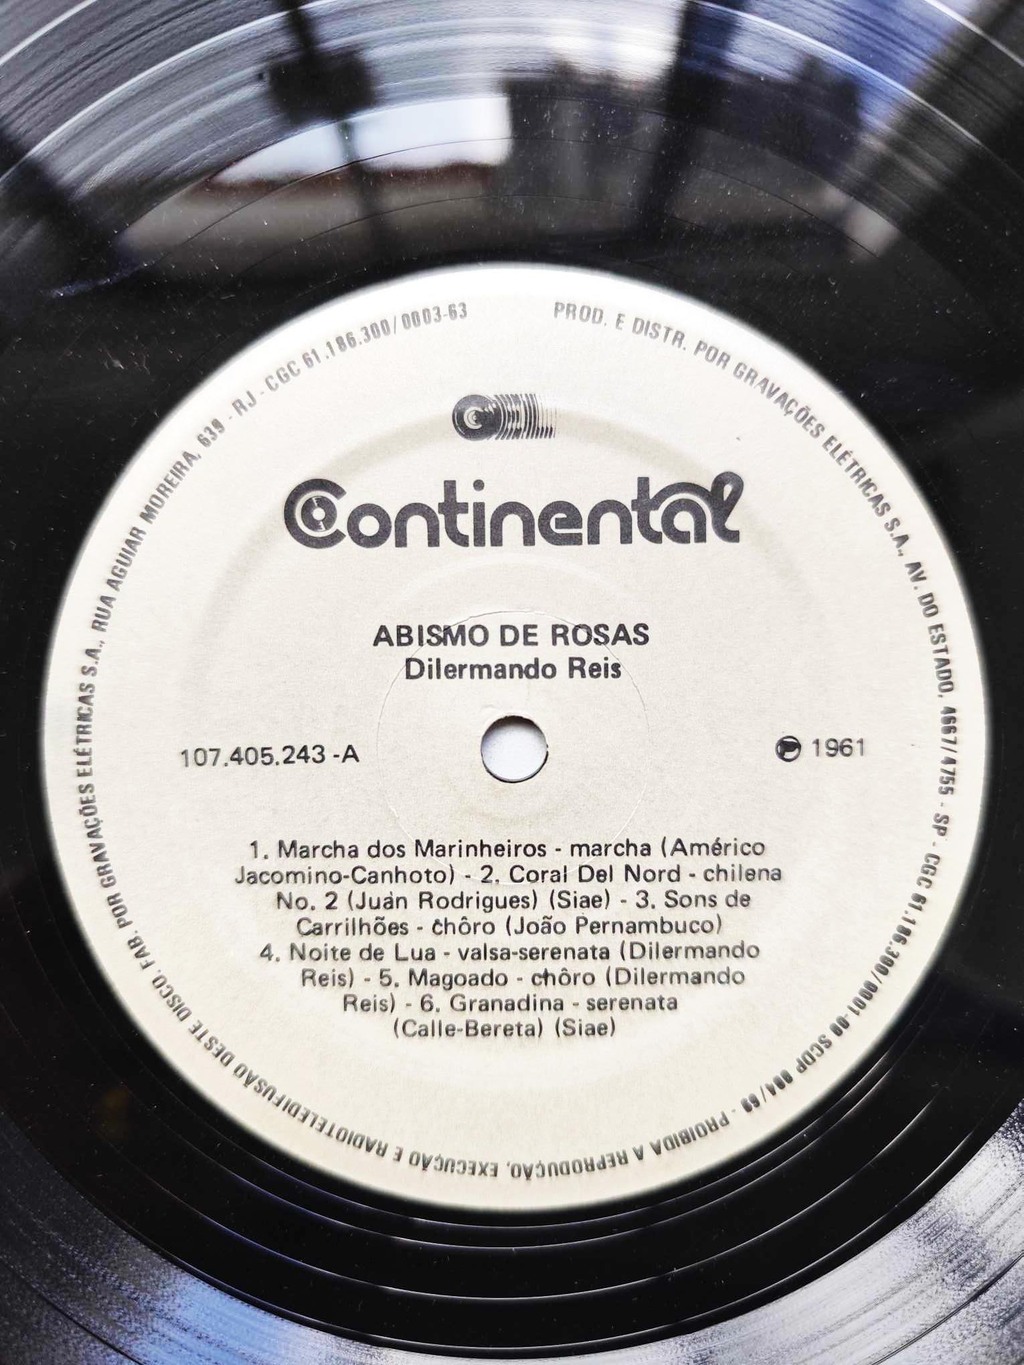 PROD. E DISTR. POR GRAVAÇÕES ELÉTRICAS S.A., AV. DO ESTADO, 4667/4755 - SP - CGC 61.186.300/0001-00 SCDP 004/69 - PROIBIDA A REPRODUÇÃO, EXECUÇÃO E RADIOTELEDIFUSÃO DESTE DISCO. FAB. POR GRAVAÇÕES ELÉTRICAS S.A., RUA AGUIAR MOREIRA, 639 - RJ - CGC 61.186.300/0003-63
Continental
ABISMO DE ROSAS
Dilermando Reis
107.405.243 -A
℗ 1961
1. Marcha dos Marinheiros - marcha (Américo
Jacomino-Canhoto) - 2. Coral Del Nord - chilena
No. 2 (Juán Rodrigues) (Siae) - 3. Sons de
Carrilhões - chôro (João Pernambuco)
4. Noite de Lua - valsa-serenata (Dilermando
Reis) - 5. Magoado - chôro (Dilermando
Reis) - 6. Granadina - serenata
(Calle-Bereta) (Siae)